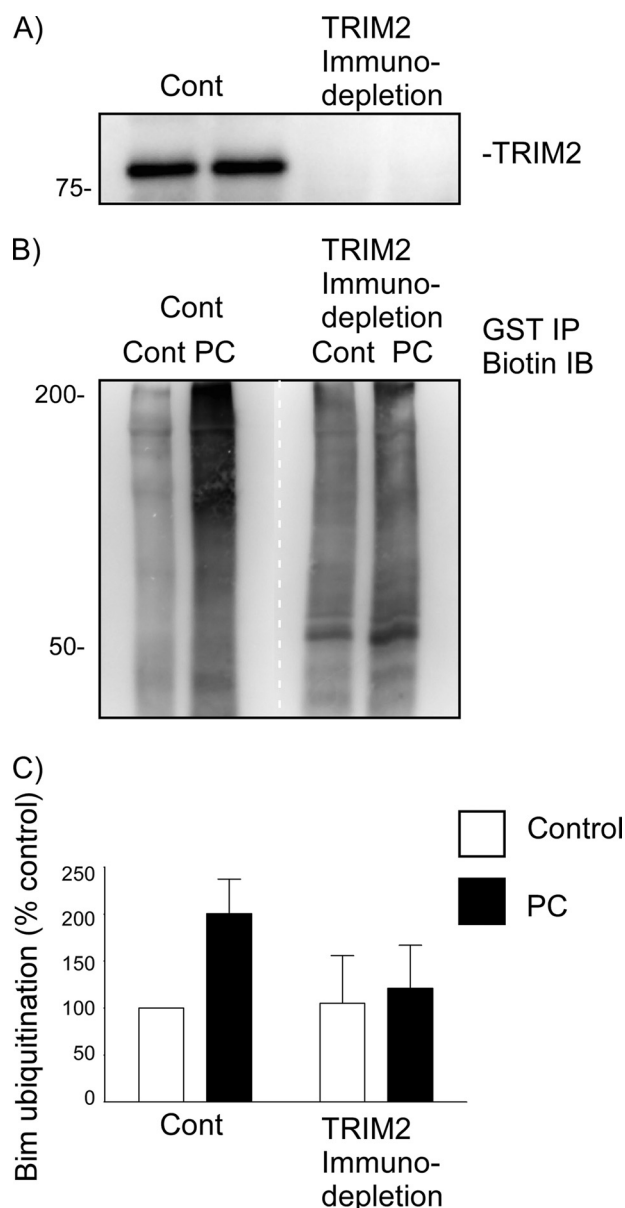 A)
Cont
TRIM2
Immuno-
depletion
-TRIM2
75-
B)
Cont
TRIM2
Immuno-
depletion
Cont PC
Cont PC
GST IP
Biotin IB
200-
50-
C)
Control
PC
Bim ubiquitination (% control)
250
200
150
100
50
0
Cont
TRIM2
Immuno-
depletion